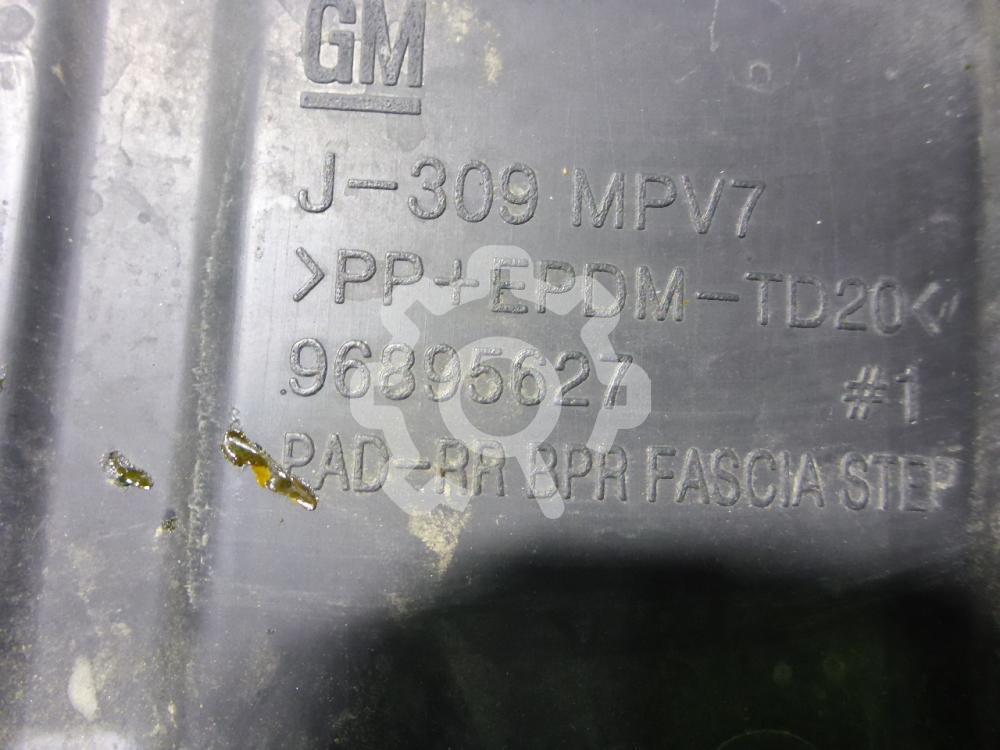 GM
J-309 MPV7
>PP+EPDM-TD20<
96895627 #1
PAD-RR BPR FASCIA STEP